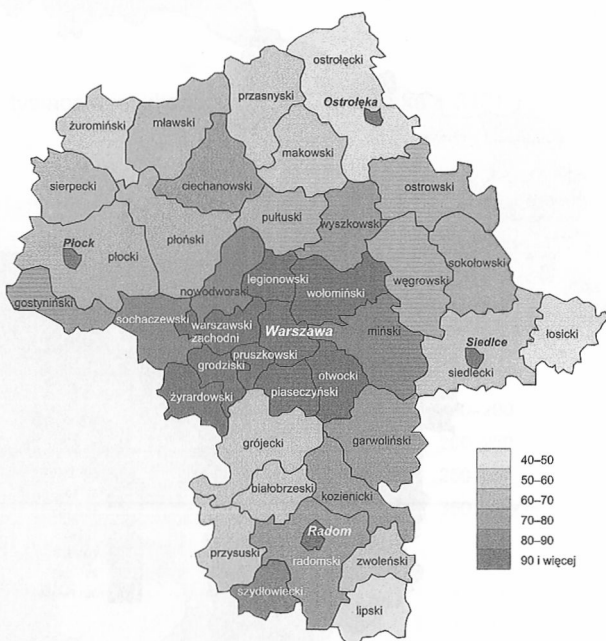 ostrołęcki
Ostrołęka
przasnyski
mławski
żuromiński
makowski
ciechanowski
sierpecki
ostrowski
pułtuski
wyszkowski
Płock
płocki
płoński
sokołowski
węgrowski
legionowski
nowodworski
wołomiński
gostyniński
sochaczewski
warszawski
zachodni
Warszawa
miński
Siedlce
łosicki
siedlecki
pruszkowski
grodziski
otwocki
piaseczyński
żyrardowski
grójecki
garwoliński
białobrzeski
kozienicki
Radom
radomski
przysuski
zwoleński
szydłowiecki
lipski
40–50
50–60
60–70
70–80
80–90
90 i więcej